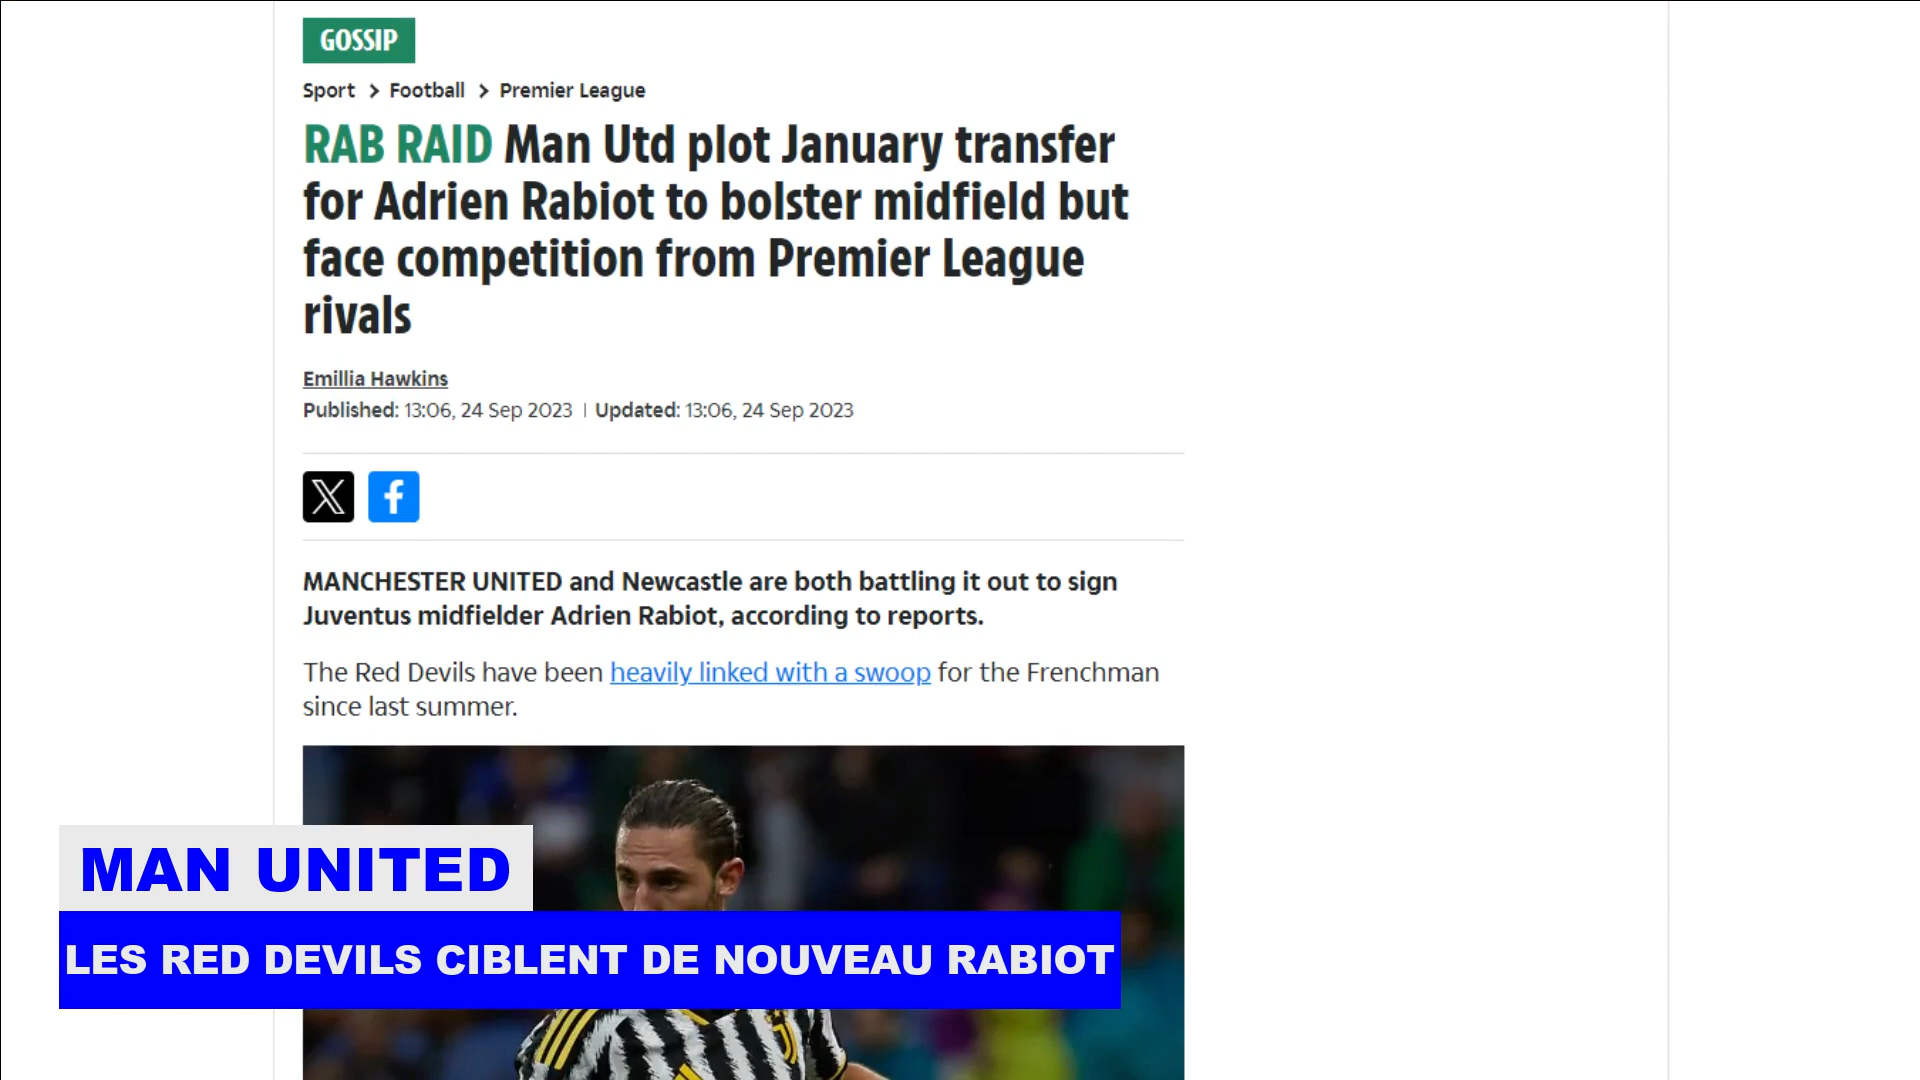 GOSSIP
Sport > Football > Premier League
RAB RAID Man Utd plot January transfer
for Adrien Rabiot to bolster midfield but
face competition from Premier League
rivals
Emillia Hawkins
Published: 13:06, 24 Sep 2023 | Updated: 13:06, 24 Sep 2023
MANCHESTER UNITED and Newcastle are both battling it out to sign
Juventus midfielder Adrien Rabiot, according to reports.
The Red Devils have been heavily linked with a swoop for the Frenchman
since last summer.
MAN UNITED
LES RED DEVILS CIBLENT DE NOUVEAU RABIOT